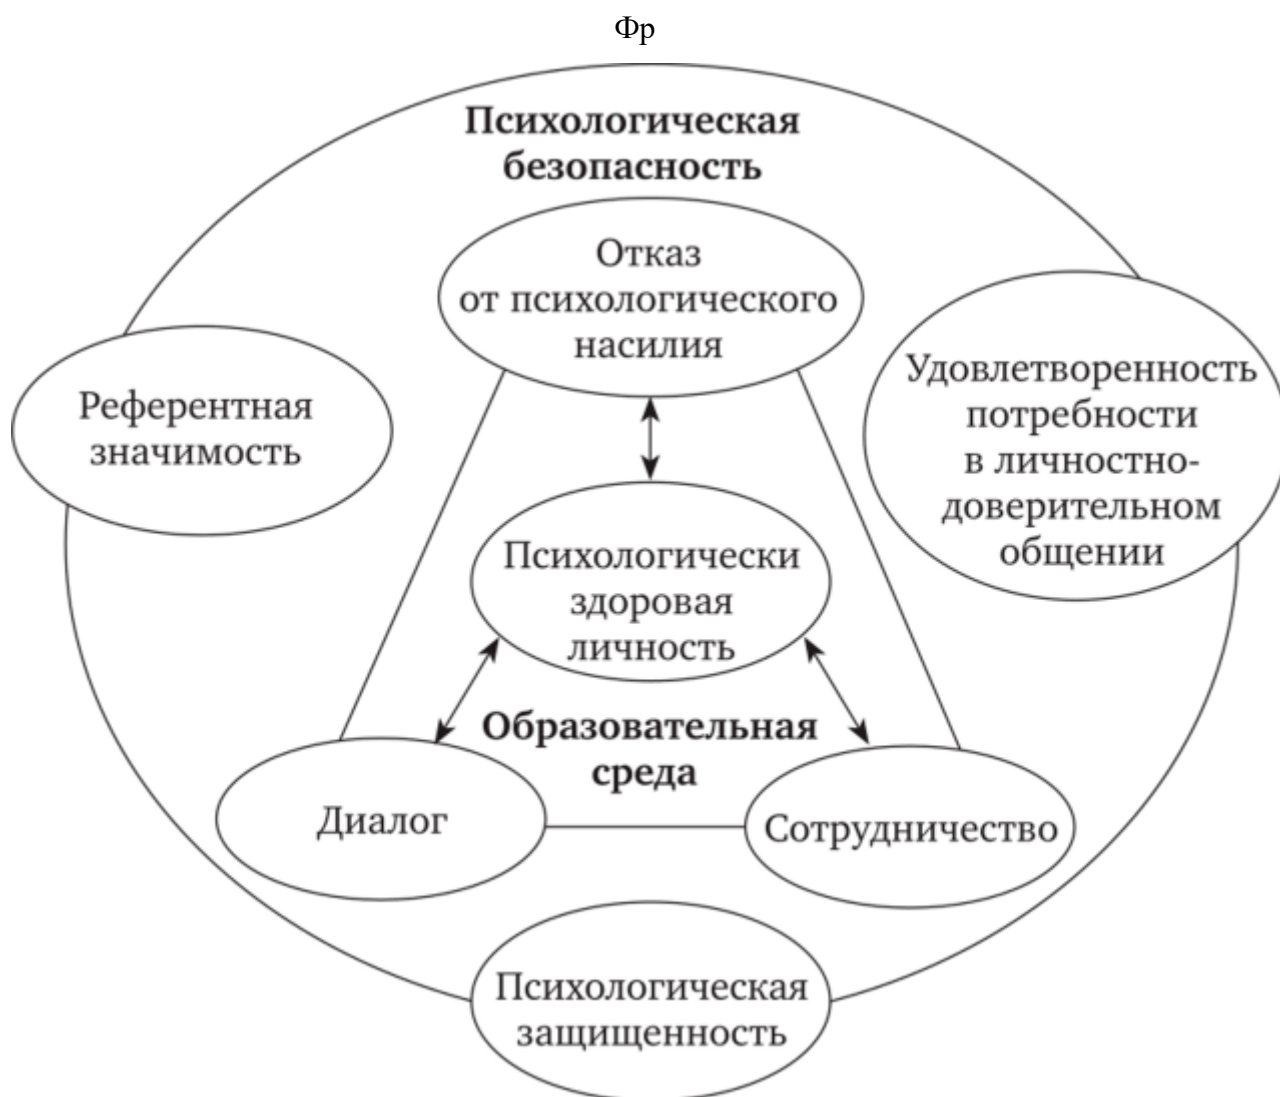 Фр
Психологическая
безопасность
Отказ
от психологического
насилия
Референтная
значимость
Удовлетворенность
потребности
в личностно-
доверительном
общении
Психологически
здоровая
личность
Образовательная
среда
Диалог
Сотрудничество
Психологическая
защищенность